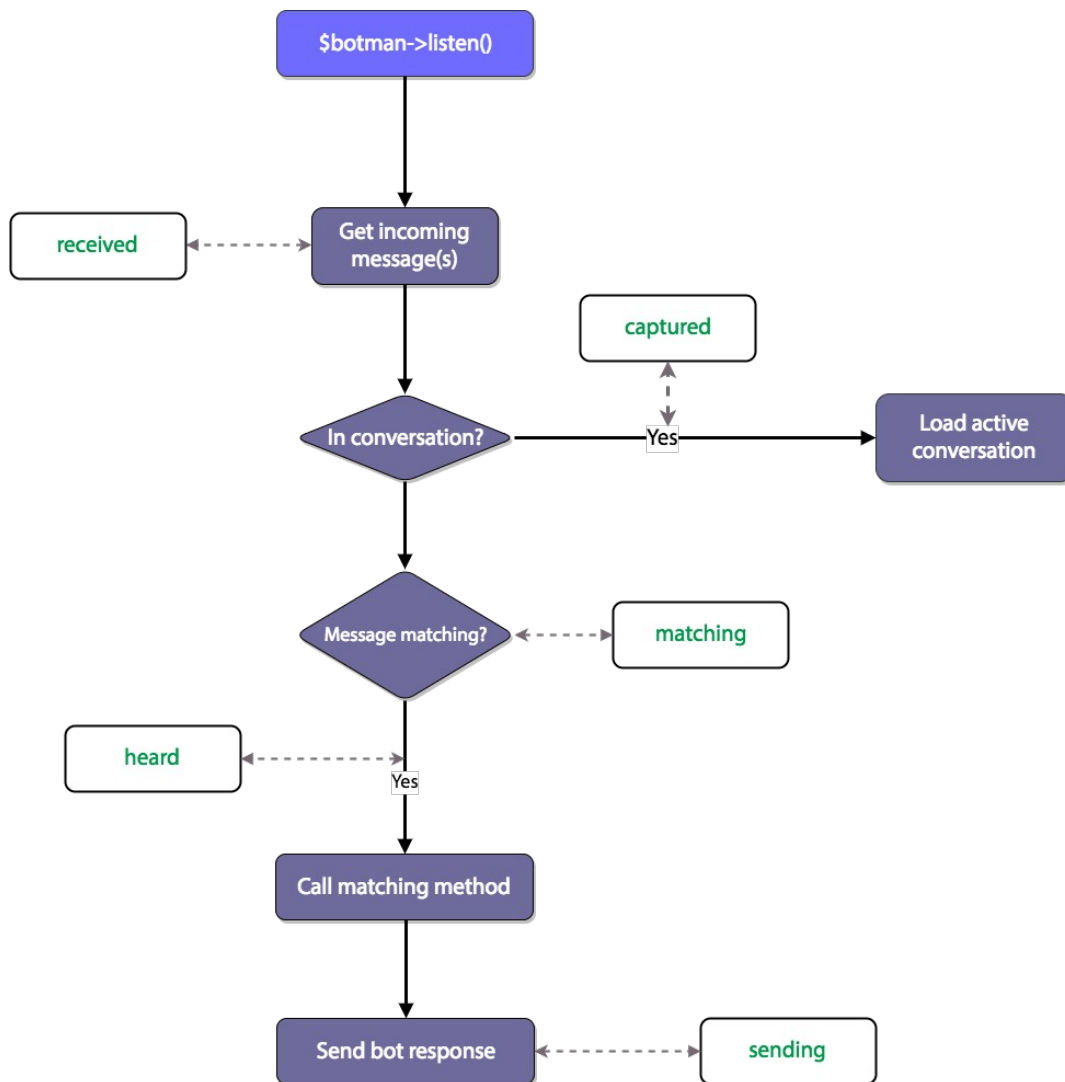 $botman->listen()
received
Get incoming
message(s)
captured
In conversation?
Yes
Load active
conversation
Message matching?
matching
heard
Yes
Call matching method
Send bot response
sending